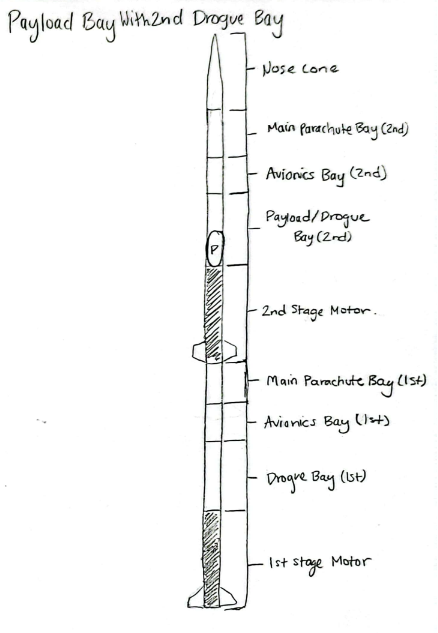 Payload Bay With 2nd Drogue Bay
Nose Cone
Main Parachute Bay (2nd)
Avionics Bay (2nd)
Payload/Drogue
Bay (2nd)
P
2nd Stage Motor.
Main Parachute Bay (1st)
Avionics Bay (1st)
Drogue Bay (1st)
1st Stage Motor